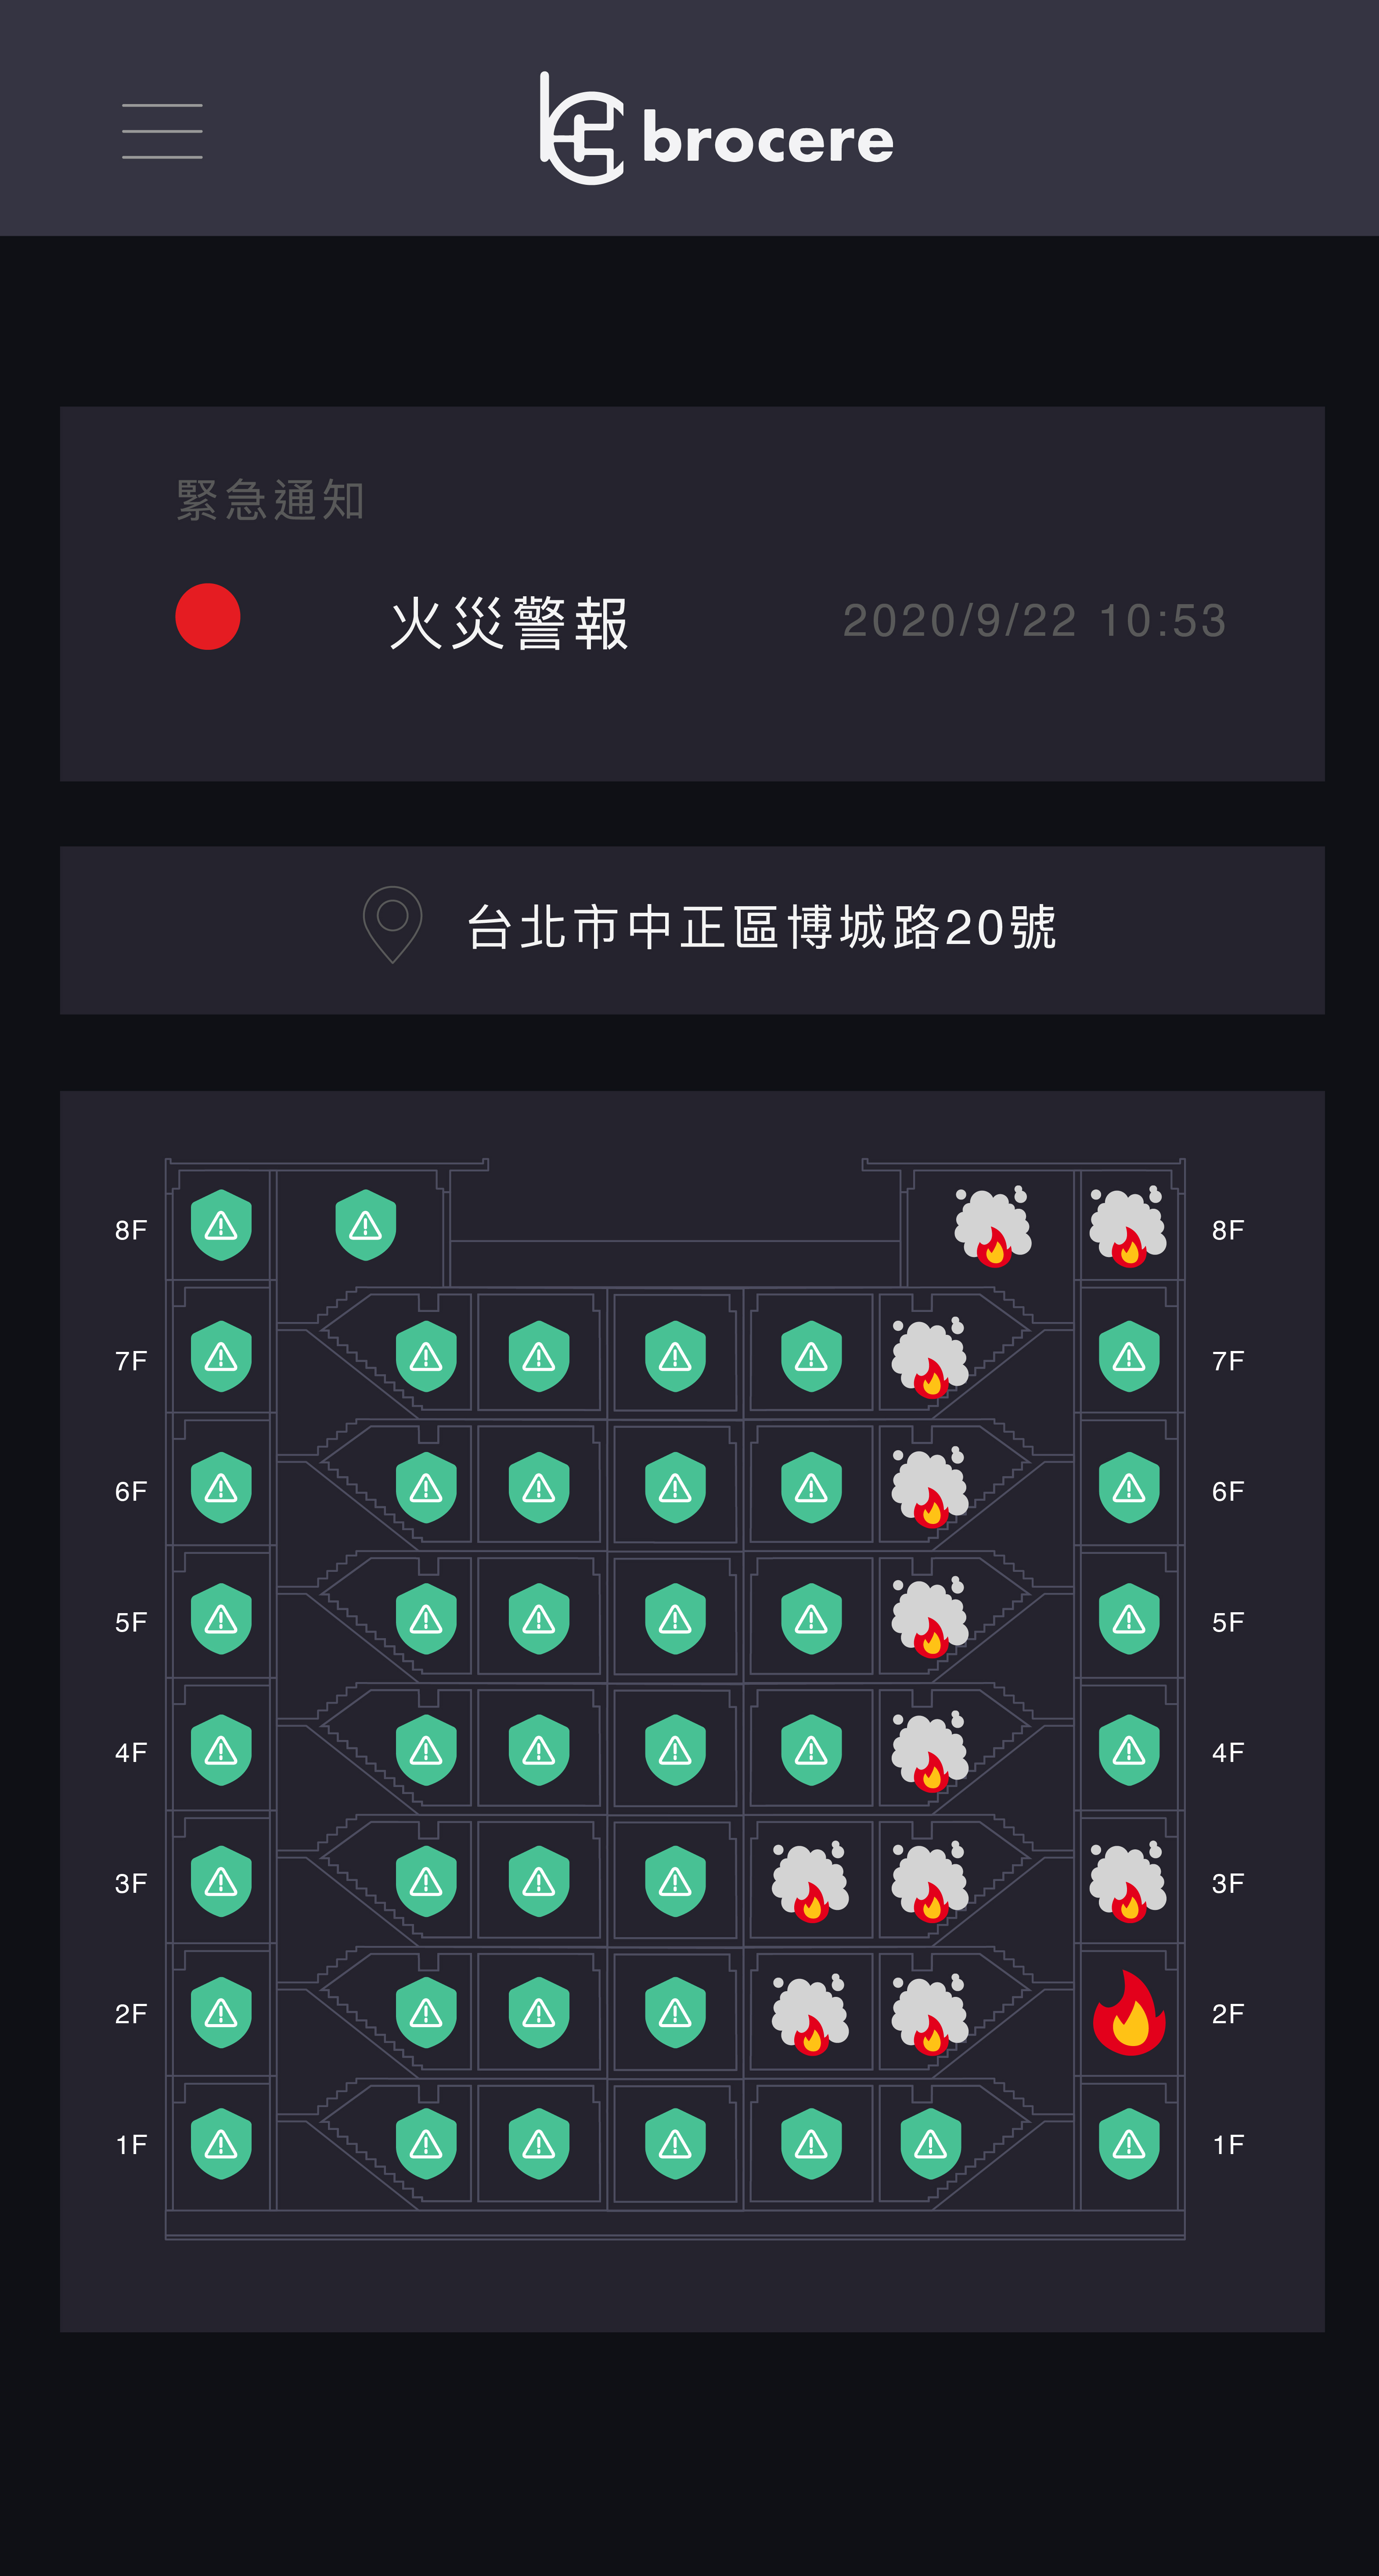 brocere
緊急通知
火災警報 2020/9/22 10:53
台北市中正區博城路20號
8F 8F
7F 7F
6F 6F
5F 5F
4F 4F
3F 3F
2F 2F
1F 1F